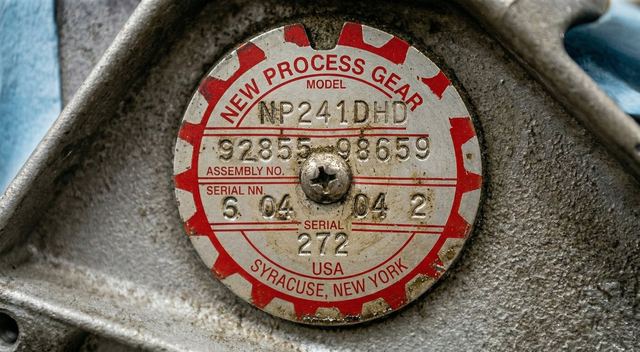 NEW PROCESS GEAR
MODEL
NP241DHD
92855 98659
ASSEMBLY NO.
SERIAL NN.
6 04 04 2
SERIAL
272
USA
SYRACUSE, NEW YORK